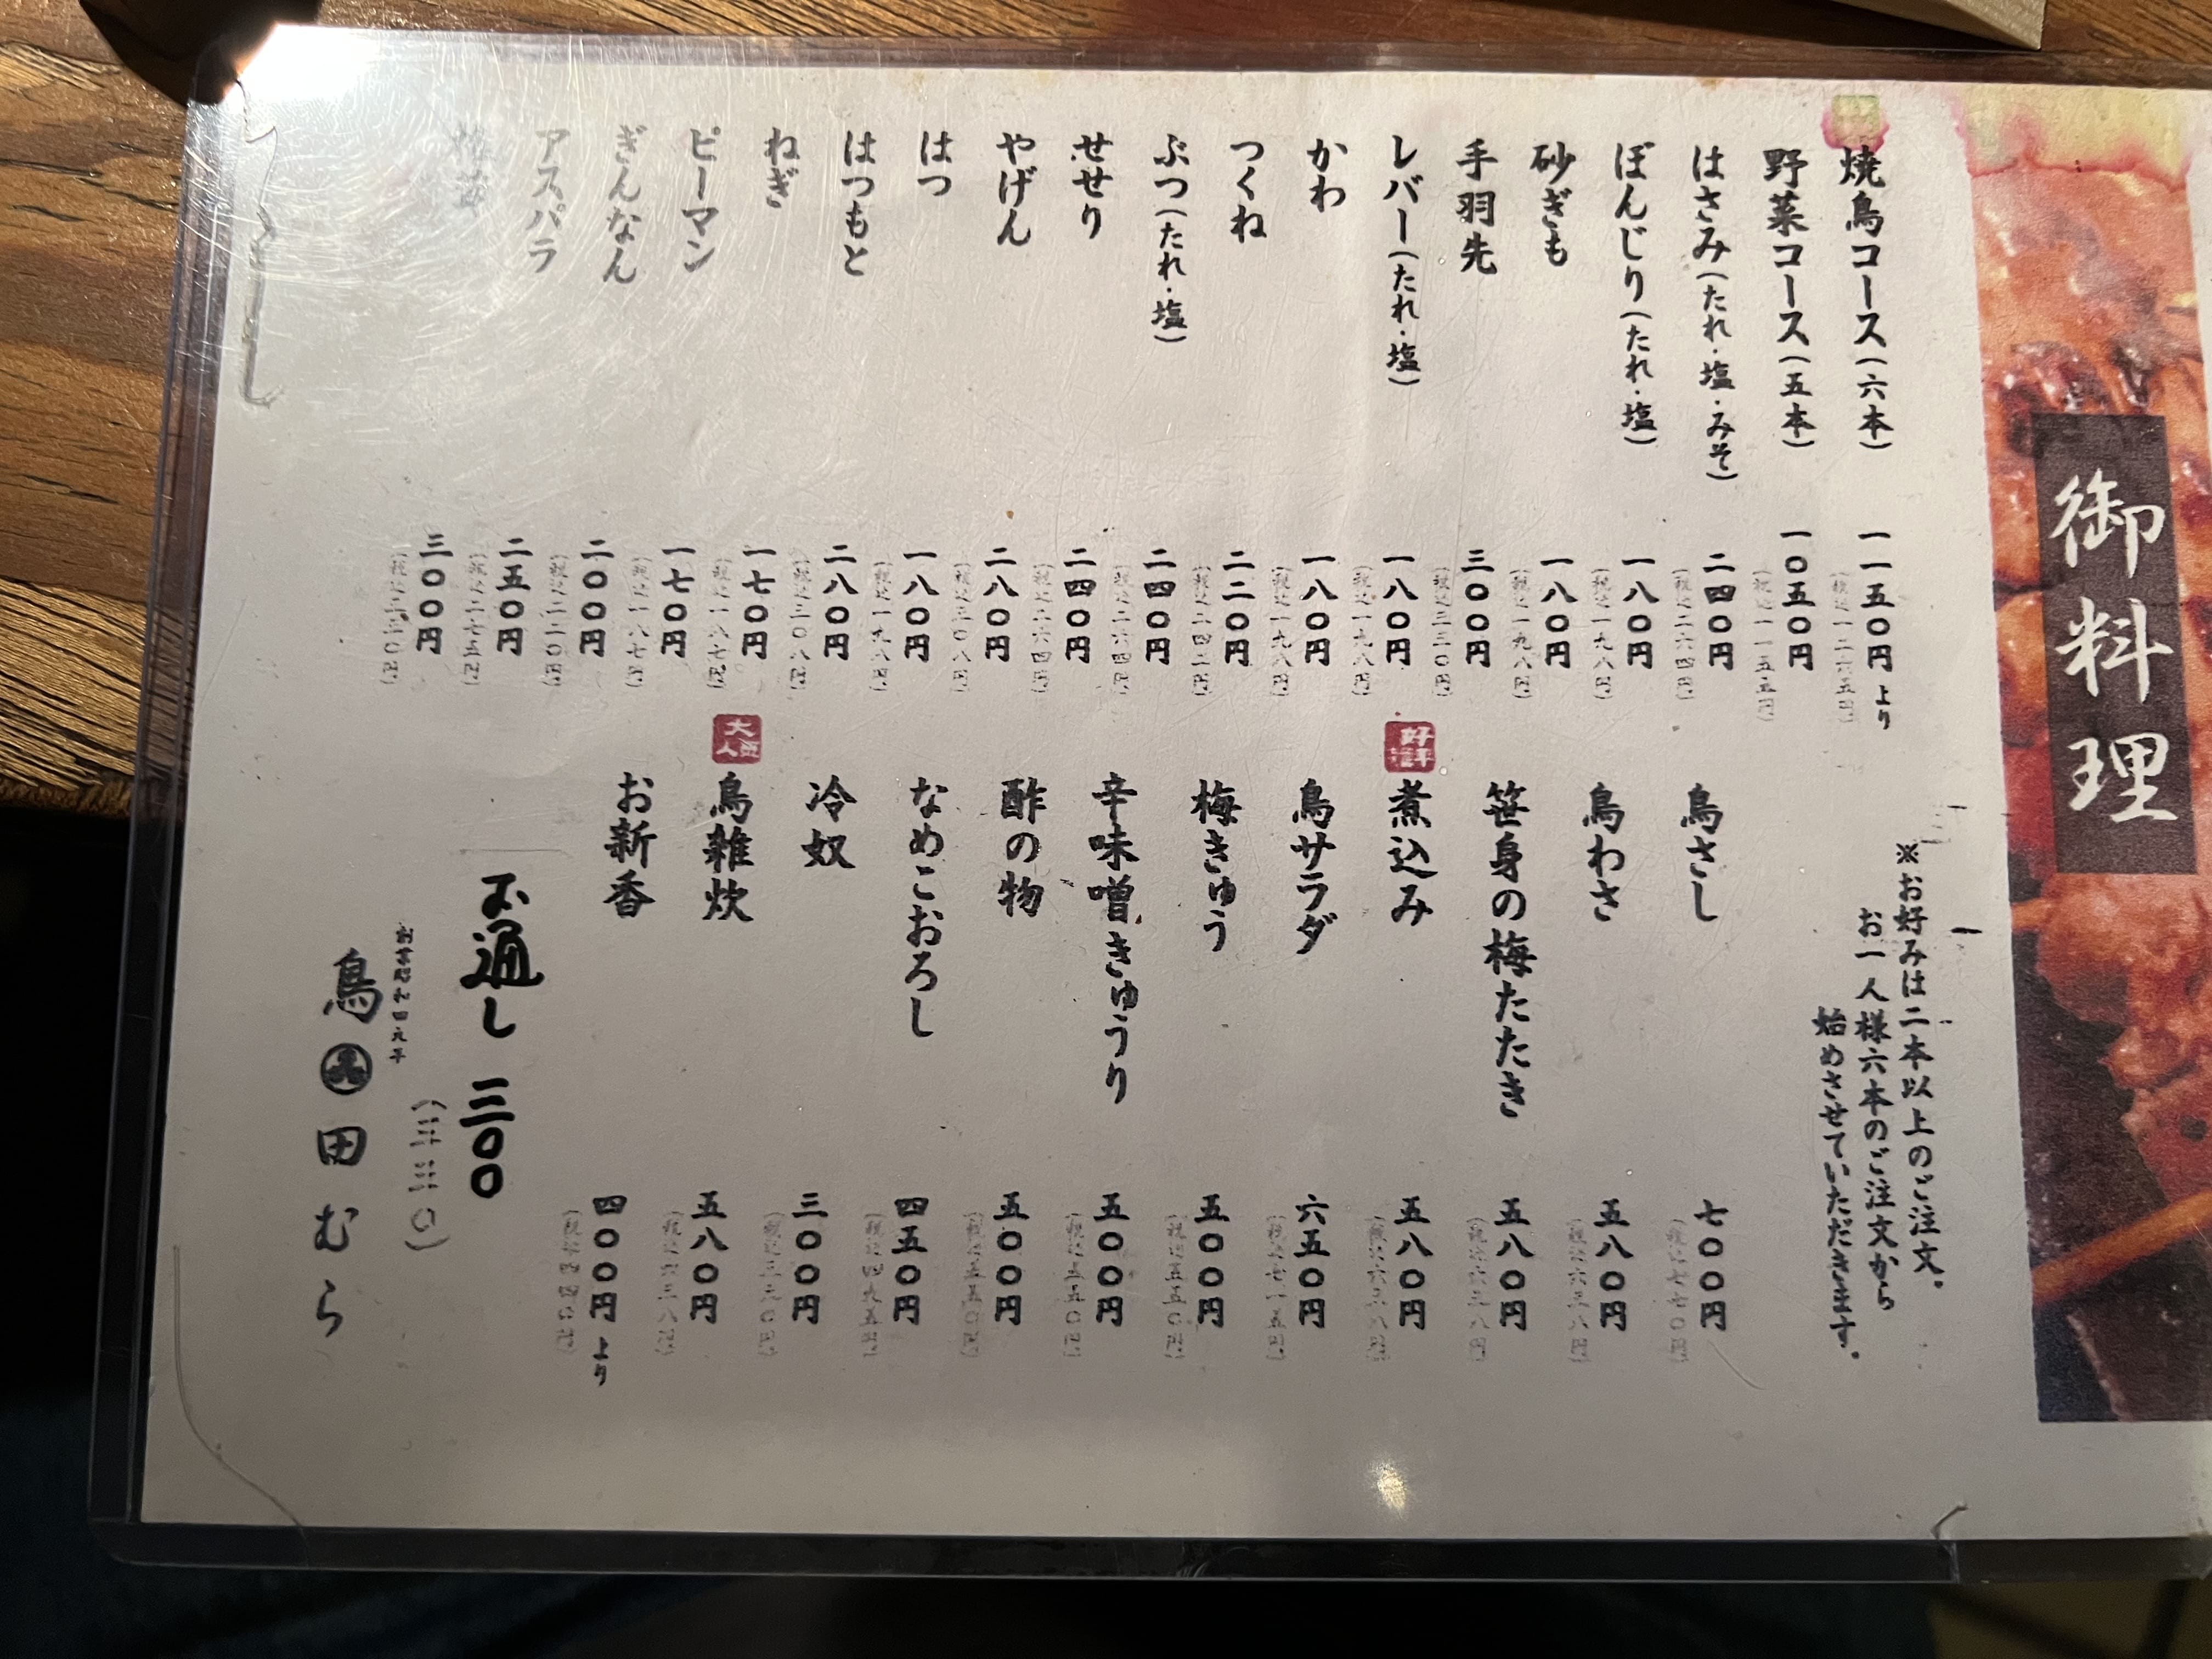 御料理
※お好みは二本以上のご注文。
お一人様六本のご注文から
始めさせていただきます。
焼鳥コース(六本) 一一五〇円より
(税込一二六五円)
野菜コース(五本) 一〇五〇円
(税込一一五五円)
はさみ(たれ・塩・みそ) 二四〇円
(税込二六四円)
ぼんじり(たれ・塩) 一八〇円
(税込一九八円)
砂ぎも 一八〇円
(税込一九八円)
手羽先 三〇〇円
(税込三三〇円)
レバー(たれ・塩) 一八〇円
(税込一九八円)
かわ 一八〇円
(税込一九八円)
つくね 二二〇円
(税込二四二円)
ぶつ(たれ・塩) 二四〇円
(税込二六四円)
せせり 二四〇円
(税込二六四円)
やげん 二八〇円
(税込三〇八円)
はつ 一八〇円
(税込一九八円)
はつもと 二八〇円
(税込三〇八円)
ねぎ 一七〇円
(税込一八七円)
ピーマン 一七〇円
(税込一八七円)
ぎんなん 二〇〇円
(税込二二〇円)
アスパラ 二五〇円
(税込二七五円)
三〇〇円
(税込三三〇円)
鳥さし 七〇〇円
(税込七七〇円)
鳥わさ 五八〇円
(税込六三八円)
笹身の梅たたき 五八〇円
(税込六三八円)
好評
煮込み 五八〇円
(税込六三八円)
鳥サラダ 六五〇円
(税込七一五円)
梅きゅう 五〇〇円
(税込五五〇円)
辛味噌きゅうり 五〇〇円
(税込五五〇円)
酢の物 五〇〇円
(税込五五〇円)
なめこおろし 四五〇円
(税込四九五円)
冷奴 三〇〇円
(税込三三〇円)
大人気
鳥雑炊 五八〇円
(税込六三八円)
お新香 四〇〇円より
(税込四四〇円)
お通し 三〇〇
(三三〇)
鳥田むら